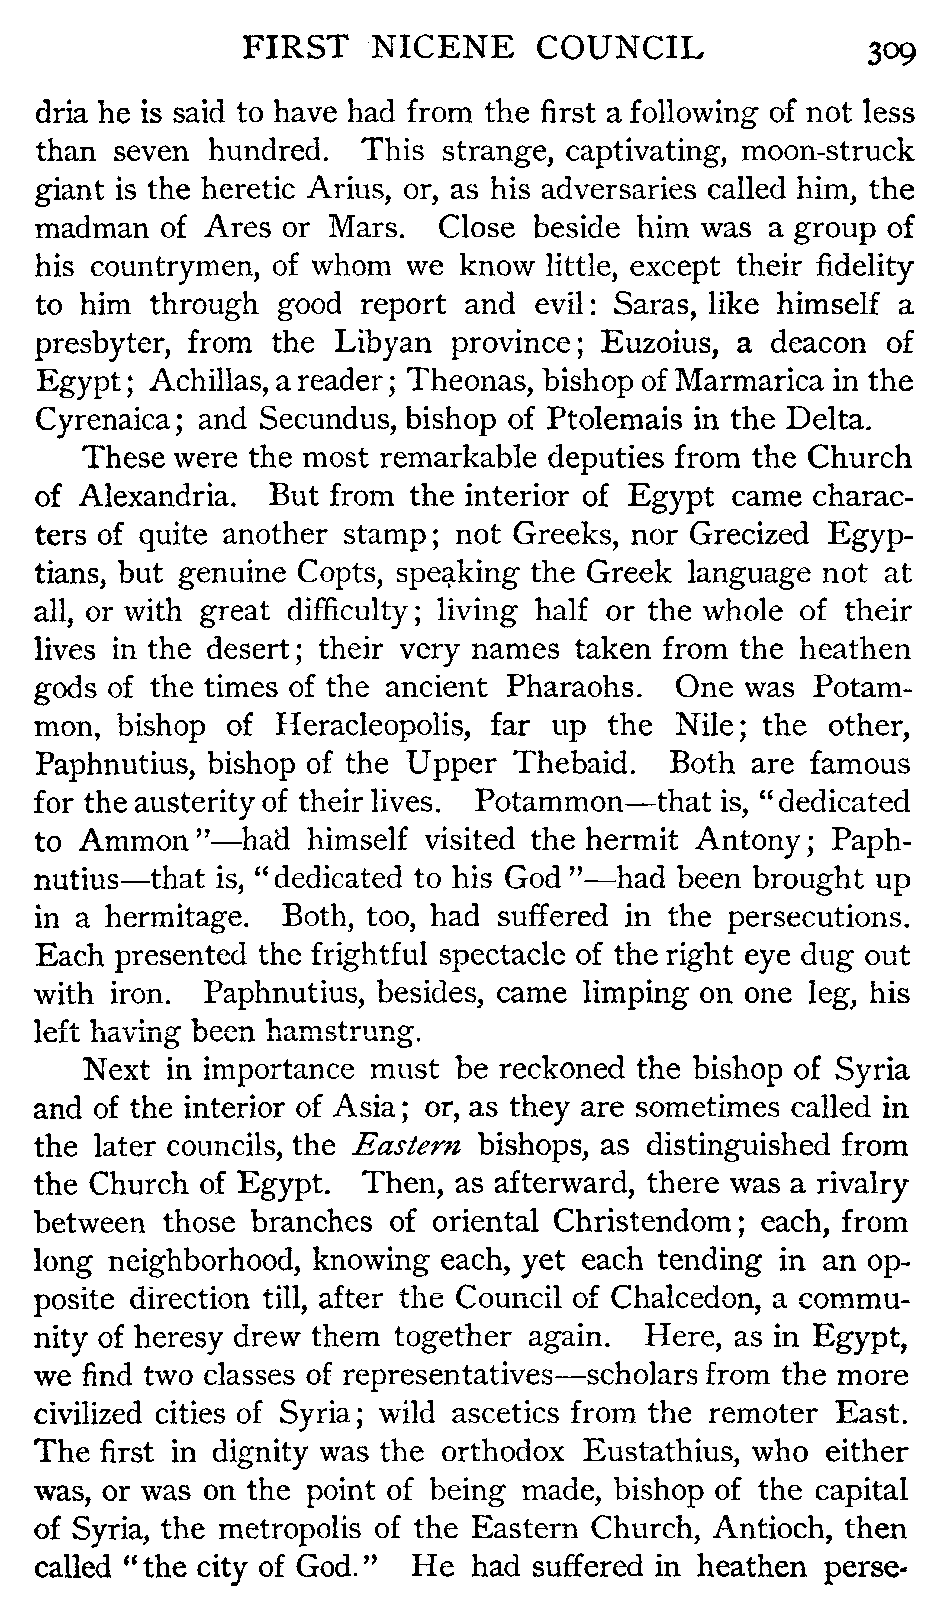 FIRST NICENE COUNCIL 309
dria he is said to have had from the first a following of not less
than seven hundred. This strange, captivating, moon-struck
giant is the heretic Arius, or, as his adversaries called him, the
madman of Ares or Mars. Close beside him was a group of
his countrymen, of whom we know little, except their fidelity
to him through good report and evil: Saras, like himself a
presbyter, from the Libyan province; Euzoius, a deacon of
Egypt; Achillas, a reader; Theonas, bishop of Marmarica in the
Cyrenaica; and Secundus, bishop of Ptolemais in the Delta.
These were the most remarkable deputies from the Church
of Alexandria. But from the interior of Egypt came charac-
ters of quite another stamp; not Greeks, nor Grecized Egyp-
tians, but genuine Copts, speaking the Greek language not at
all, or with great difficulty; living half or the whole of their
lives in the desert; their very names taken from the heathen
gods of the times of the ancient Pharaohs. One was Potam-
mon, bishop of Heracleopolis, far up the Nile; the other,
Paphnutius, bishop of the Upper Thebaid. Both are famous
for the austerity of their lives. Potammon—that is, "dedicated
to Ammon"—had himself visited the hermit Antony; Paph-
nutius—that is, "dedicated to his God"—had been brought up
in a hermitage. Both, too, had suffered in the persecutions.
Each presented the frightful spectacle of the right eye dug out
with iron. Paphnutius, besides, came limping on one leg, his
left having been hamstrung.
Next in importance must be reckoned the bishop of Syria
and of the interior of Asia; or, as they are sometimes called in
the later councils, the Eastern bishops, as distinguished from
the Church of Egypt. Then, as afterward, there was a rivalry
between those branches of oriental Christendom; each, from
long neighborhood, knowing each, yet each tending in an op-
posite direction till, after the Council of Chalcedon, a commu-
nity of heresy drew them together again. Here, as in Egypt,
we find two classes of representatives—scholars from the more
civilized cities of Syria; wild ascetics from the remoter East.
The first in dignity was the orthodox Eustathius, who either
was, or was on the point of being made, bishop of the capital
of Syria, the metropolis of the Eastern Church, Antioch, then
called "the city of God." He had suffered in heathen perse-